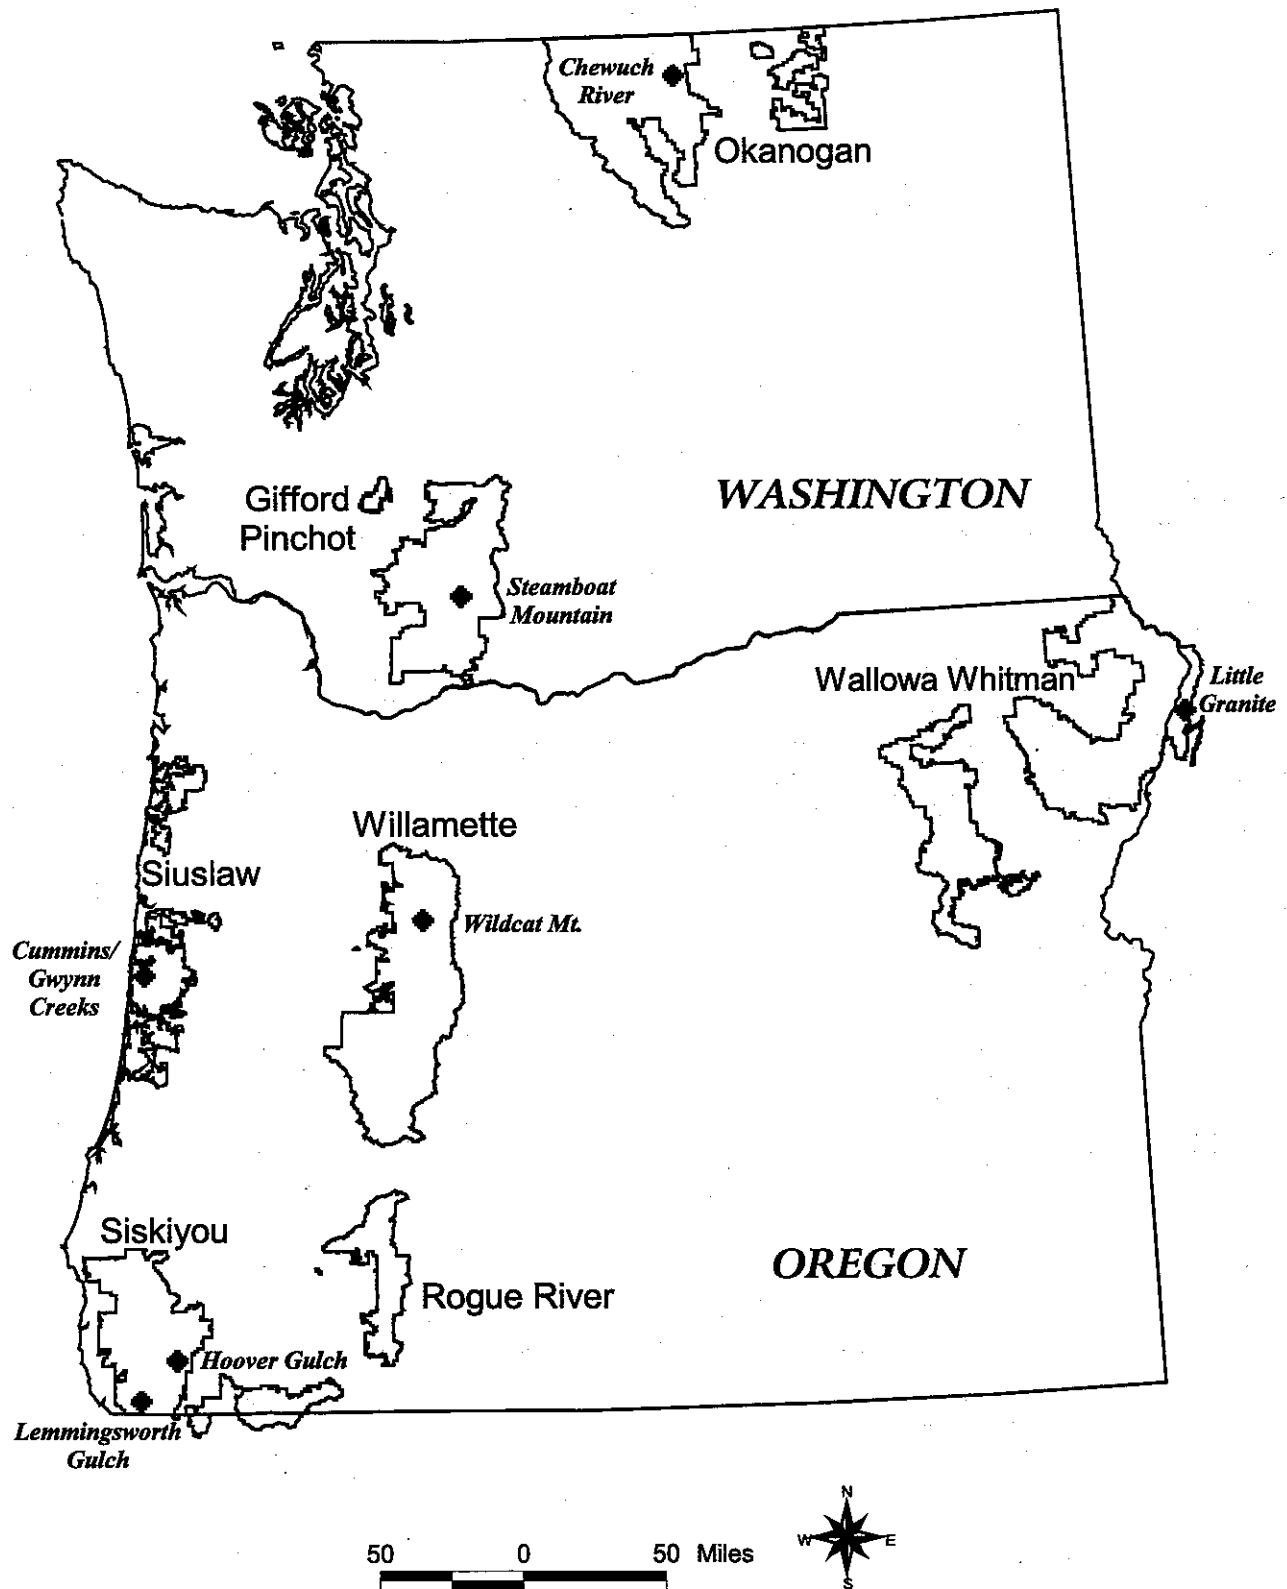 Chewuch
River
Okanogan
Gifford
Pinchot
WASHINGTON
Steamboat
Mountain
Wallowa Whitman
Little
Granite
Willamette
Siuslaw
Wildcat Mt.
Cummins/
Gwynn
Creeks
Siskiyou
OREGON
Rogue River
Hoover Gulch
Lemmingsworth
Gulch
N
W E
S
50 0 50 Miles